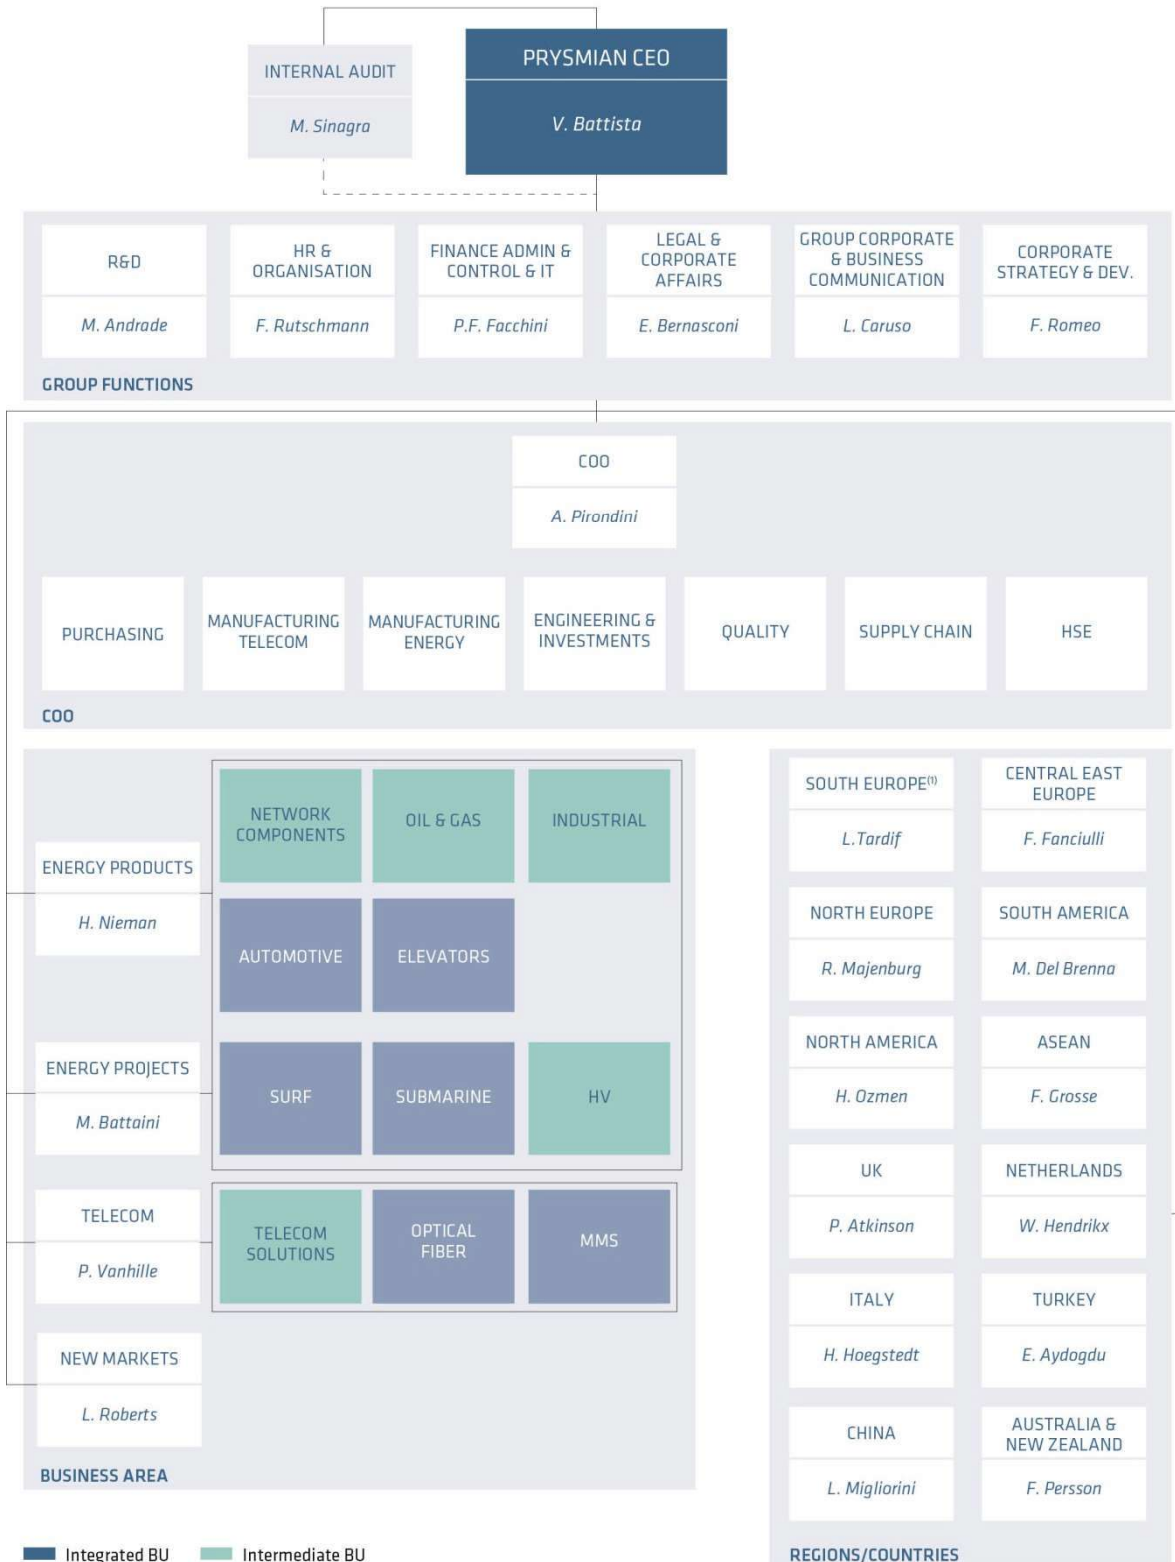 PRYSMIAN CEO
V. Battista
INTERNAL AUDIT
M. Sinagra
R&D
M. Andrade
HR &
ORGANISATION
F. Rutschmann
FINANCE ADMIN &
CONTROL & IT
P.F. Facchini
LEGAL &
CORPORATE
AFFAIRS
E. Bernasconi
GROUP CORPORATE
& BUSINESS
COMMUNICATION
L. Caruso
CORPORATE
STRATEGY & DEV.
F. Romeo
GROUP FUNCTIONS
COO
A. Pirondini
PURCHASING
MANUFACTURING
TELECOM
MANUFACTURING
ENERGY
ENGINEERING &
INVESTMENTS
QUALITY
SUPPLY CHAIN
HSE
COO
ENERGY PRODUCTS
H. Nieman
NETWORK
COMPONENTS
OIL & GAS
INDUSTRIAL
AUTOMOTIVE
ELEVATORS
ENERGY PROJECTS
M. Battaini
SURF
SUBMARINE
HV
TELECOM
P. Vanhille
TELECOM
SOLUTIONS
OPTICAL
FIBER
MMS
NEW MARKETS
L. Roberts
BUSINESS AREA
SOUTH EUROPE(1)
L.Tardif
CENTRAL EAST
EUROPE
F. Fanciulli
NORTH EUROPE
R. Majenburg
SOUTH AMERICA
M. Del Brenna
NORTH AMERICA
H. Ozmen
ASEAN
F. Grosse
UK
P. Atkinson
NETHERLANDS
W. Hendrikx
ITALY
H. Hoegstedt
TURKEY
E. Aydogdu
CHINA
L. Migliorini
AUSTRALIA &
NEW ZEALAND
F. Persson
REGIONS/COUNTRIES
Integrated BU
Intermediate BU